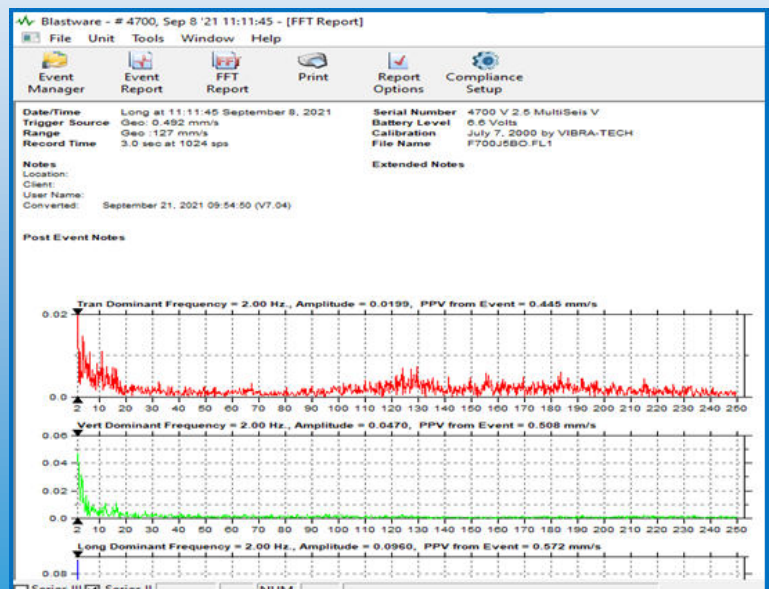 Blastware - # 4700, Sep 8 '21 11:11:45 - [FFT Report]
File Unit Tools Window Help
Event Manager
Event Report
FFT Report
Print
Report Options
Compliance Setup
Date/Time Long at 11:11:45 September 8, 2021
Trigger Source Geo: 0.492 mm/s
Range Geo :127 mm/s
Record Time 3.0 sec at 1024 sps
Serial Number 4700 V 2.5 MultiSeis V
Battery Level 6.6 Volts
Calibration July 7, 2000 by VIBRA-TECH
File Name F700J5BO.FL1
Notes
Location:
Client:
User Name:
Converted: September 21, 2021 09:54:50 (V7.04)
Extended Notes
Post Event Notes
Tran Dominant Frequency = 2.00 Hz., Amplitude = 0.0199, PPV from Event = 0.445 mm/s
0.02
0.0
2 10 20 30 40 50 60 70 80 90 100 110 120 130 140 150 160 170 180 190 200 210 220 230 240 250
Vert Dominant Frequency = 2.00 Hz., Amplitude = 0.0470, PPV from Event = 0.508 mm/s
0.06
0.04
0.02
0.0
2 10 20 30 40 50 60 70 80 90 100 110 120 130 140 150 160 170 180 190 200 210 220 230 240 250
Long Dominant Frequency = 2.00 Hz., Amplitude = 0.0960, PPV from Event = 0.572 mm/s
0.08
Series III Series II NUM